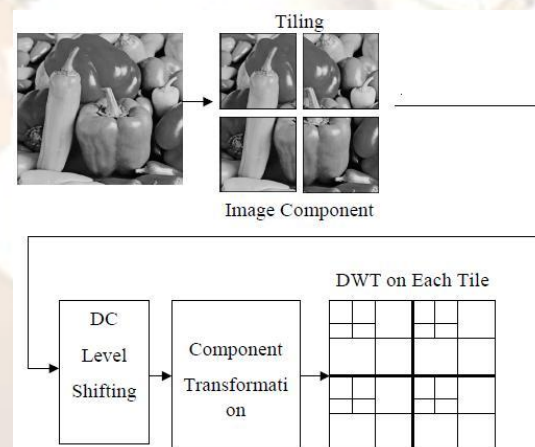 Tiling
Image Component
DWT on Each Tile
DC
Level
Shifting
Component
Transformati
on